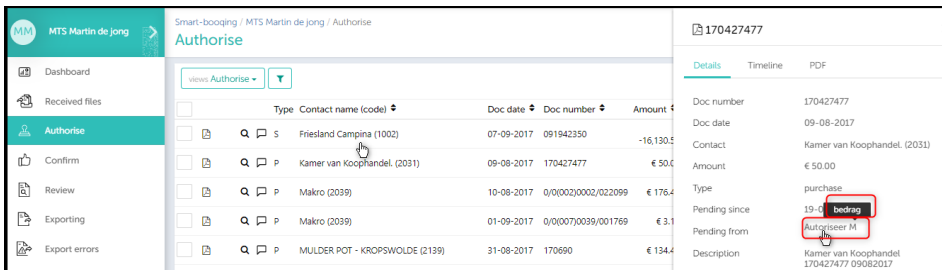 MM MTS Martin de jong
Dashboard
Received files
Authorise
Confirm
Review
Exporting
Export errors
Smart-booqing / MTS Martin de jong / Authorise
Authorise
views Authorise
Type Contact name (code) Doc date Doc number Amount
S Friesland Campina (1002) 07-09-2017 091942350 -16,130.5
P Kamer van Koophandel. (2031) 09-08-2017 170427477 € 50.0
P Makro (2039) 10-08-2017 0/0(002)0002/022099 € 176.4
P Makro (2039) 01-09-2017 0/0(007)0039/001769 € 3.1
P MULDER POT - KROPSWOLDE (2139) 31-08-2017 170690 € 134.4
170427477
Details Timeline PDF
Doc number 170427477
Doc date 09-08-2017
Contact Kamer van Koophandel. (2031)
Amount € 50.00
Type purchase
Pending since 19-0 bedrag
Pending from Autoriseer M
Description Kamer van Koophandel
170427477 09082017